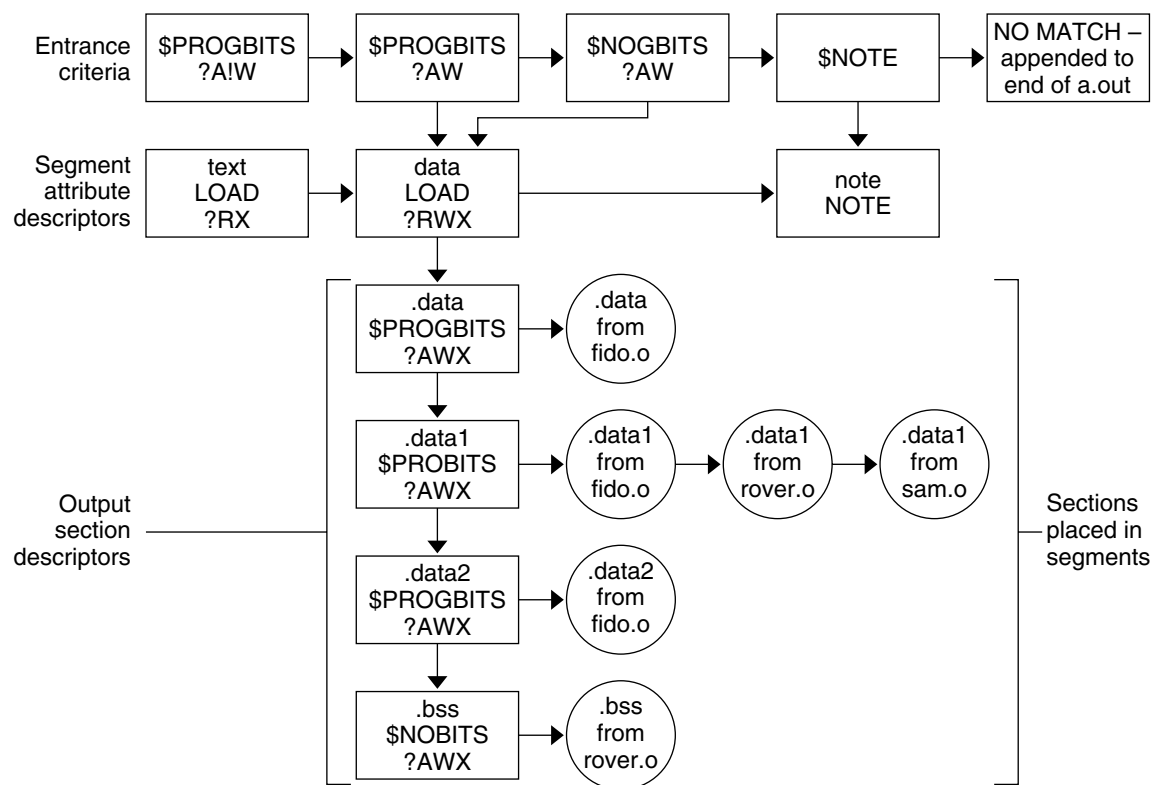 Entrance
criteria
$PROGBITS
?A!W
$PROGBITS
?AW
$NOGBITS
?AW
$NOTE
NO MATCH –
appended to
end of a.out
Segment
attribute
descriptors
text
LOAD
?RX
data
LOAD
?RWX
note
NOTE
.data
$PROGBITS
?AWX
.data
from
fido.o
.data1
$PROBITS
?AWX
.data1
from
fido.o
.data1
from
rover.o
.data1
from
sam.o
Output
section
descriptors
Sections
placed in
segments
.data2
$PROGBITS
?AWX
.data2
from
fido.o
.bss
$NOBITS
?AWX
.bss
from
rover.o